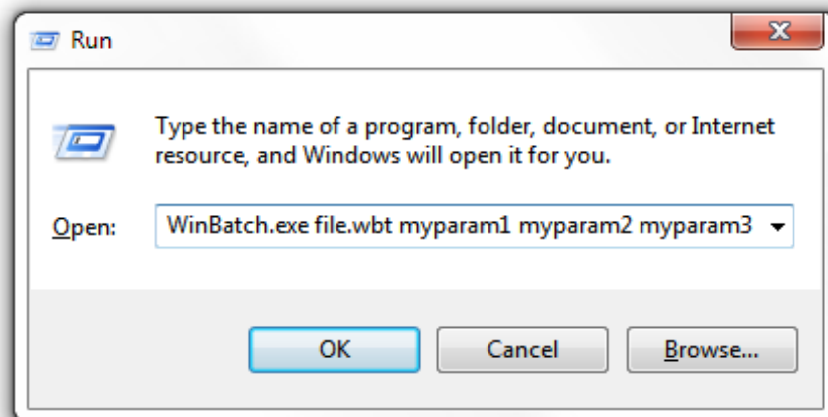 Run
Type the name of a program, folder, document, or Internet
resource, and Windows will open it for you.
Open: WinBatch.exe file.wbt myparam1 myparam2 myparam3
OK Cancel Browse...